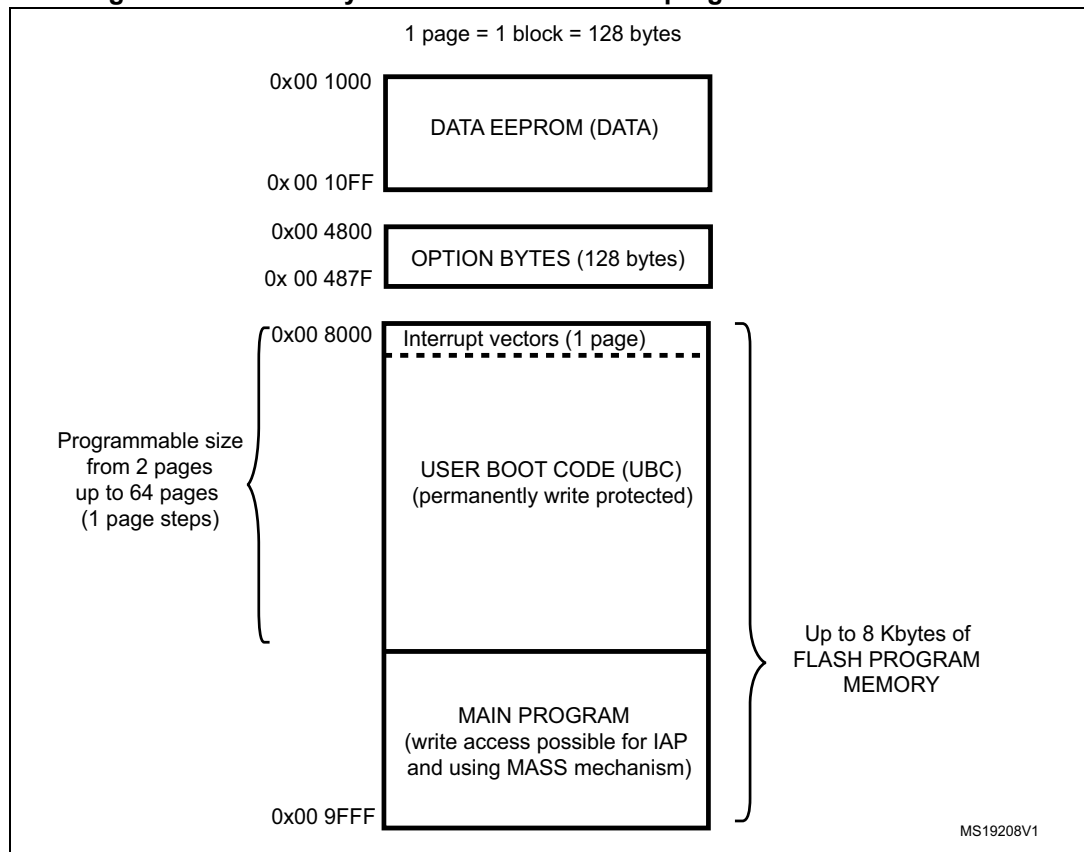 1 page = 1 block = 128 bytes
0x00 1000
DATA EEPROM (DATA)
0x 00 10FF
0x00 4800
OPTION BYTES (128 bytes)
0x 00 487F
0x00 8000
Interrupt vectors (1 page)
Programmable size
from 2 pages
up to 64 pages
(1 page steps)
USER BOOT CODE (UBC)
(permanently write protected)
Up to 8 Kbytes of
FLASH PROGRAM
MEMORY
MAIN PROGRAM
(write access possible for IAP
and using MASS mechanism)
0x00 9FFF
MS19208V1